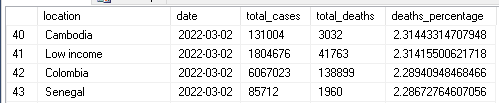 location date total_cases total_deaths deaths_percentage
40 Cambodia 2022-03-02 131004 3032 2.31443314707948
41 Low income 2022-03-02 1804676 41763 2.31415500621718
42 Colombia 2022-03-02 6067023 138899 2.28940948468466
43 Senegal 2022-03-02 85712 1960 2.28672764607056